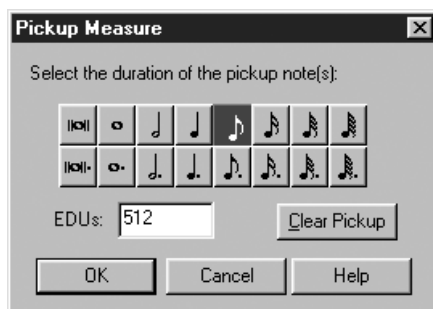 Pickup Measure
Select the duration of the pickup note(s):
EDUs: 512 Clear Pickup
OK Cancel Help